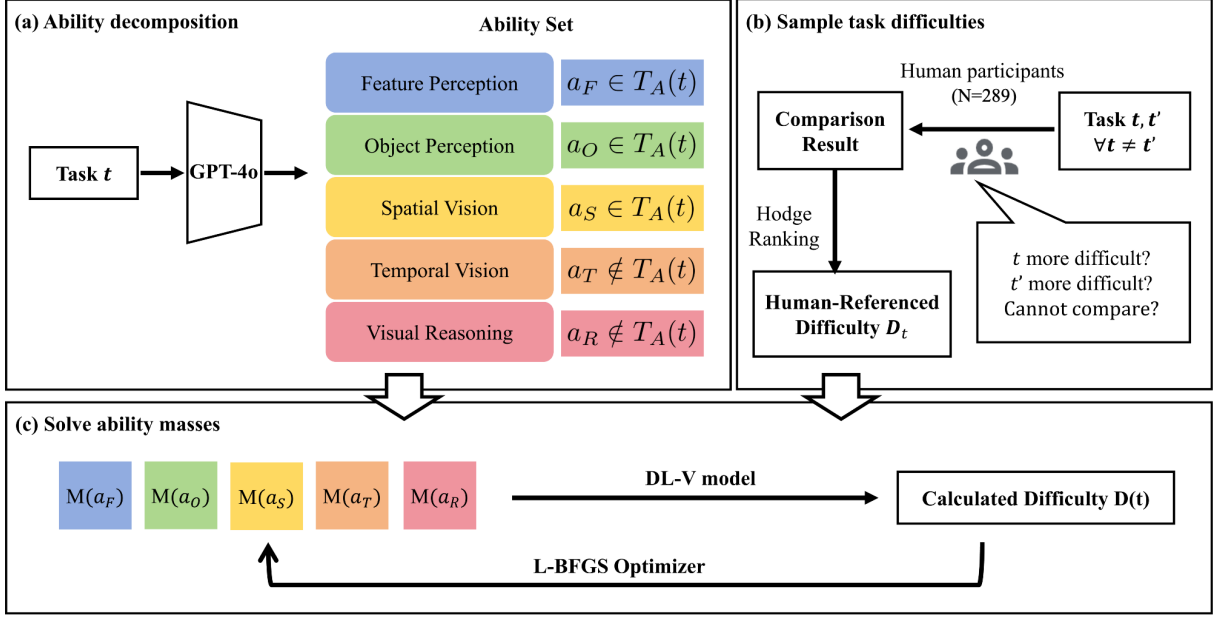 (a) Ability decomposition
Ability Set
Task t
GPT-4o
Feature Perception
a_F ∈ T_A(t)
Object Perception
a_O ∈ T_A(t)
Spatial Vision
a_S ∈ T_A(t)
Temporal Vision
a_T ∉ T_A(t)
Visual Reasoning
a_R ∉ T_A(t)
(b) Sample task difficulties
Human participants
(N=289)
Comparison
Result
Task t, t'
∀t ≠ t'
Hodge
Ranking
t more difficult?
t' more difficult?
Cannot compare?
Human-Referenced
Difficulty D_t
(c) Solve ability masses
M(a_F)
M(a_O)
M(a_S)
M(a_T)
M(a_R)
DL-V model
Calculated Difficulty D(t)
L-BFGS Optimizer